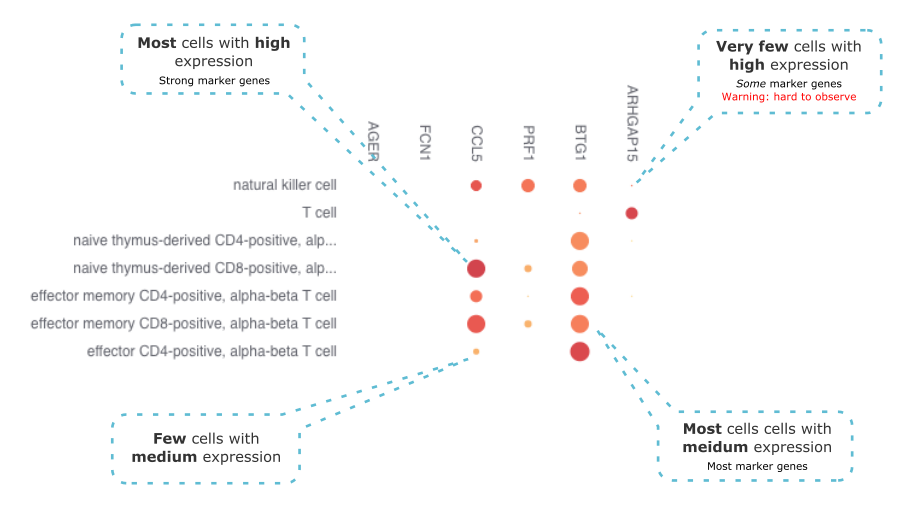 Most cells with high
expression
Strong marker genes
Very few cells with
high expression
Some marker genes
Warning: hard to observe
AGER
FCN1
CCL5
PRF1
BTG1
ARHGAP15
natural killer cell
T cell
naive thymus-derived CD4-positive, alp...
naive thymus-derived CD8-positive, alp...
effector memory CD4-positive, alpha-beta T cell
effector memory CD8-positive, alpha-beta T cell
effector CD4-positive, alpha-beta T cell
Few cells with
medium expression
Most cells cells with
meidum expression
Most marker genes